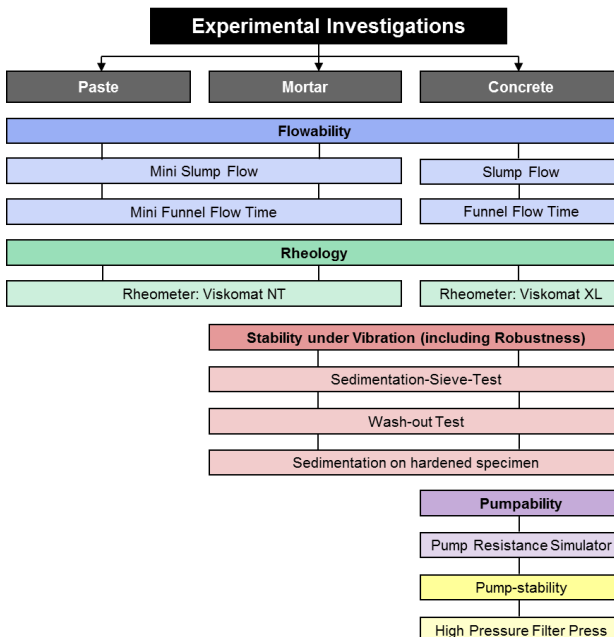 Experimental Investigations
Paste
Mortar
Concrete
Flowability
Mini Slump Flow
Slump Flow
Mini Funnel Flow Time
Funnel Flow Time
Rheology
Rheometer: Viskomat NT
Rheometer: Viskomat XL
Stability under Vibration (including Robustness)
Sedimentation-Sieve-Test
Wash-out Test
Sedimentation on hardened specimen
Pumpability
Pump Resistance Simulator
Pump-stability
High Pressure Filter Press